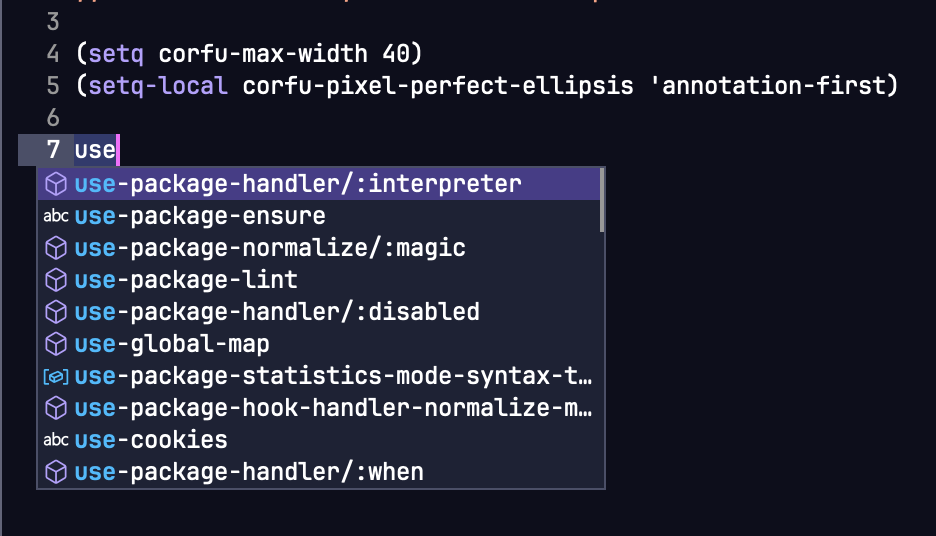 3
4 (setq corfu-max-width 40)
5 (setq-local corfu-pixel-perfect-ellipsis 'annotation-first)
6
7 use
use-package-handler/:interpreter
abc use-package-ensure
use-package-normalize/:magic
use-package-lint
use-package-handler/:disabled
use-global-map
use-package-statistics-mode-syntax-t…
use-package-hook-handler-normalize-m…
abc use-cookies
use-package-handler/:when